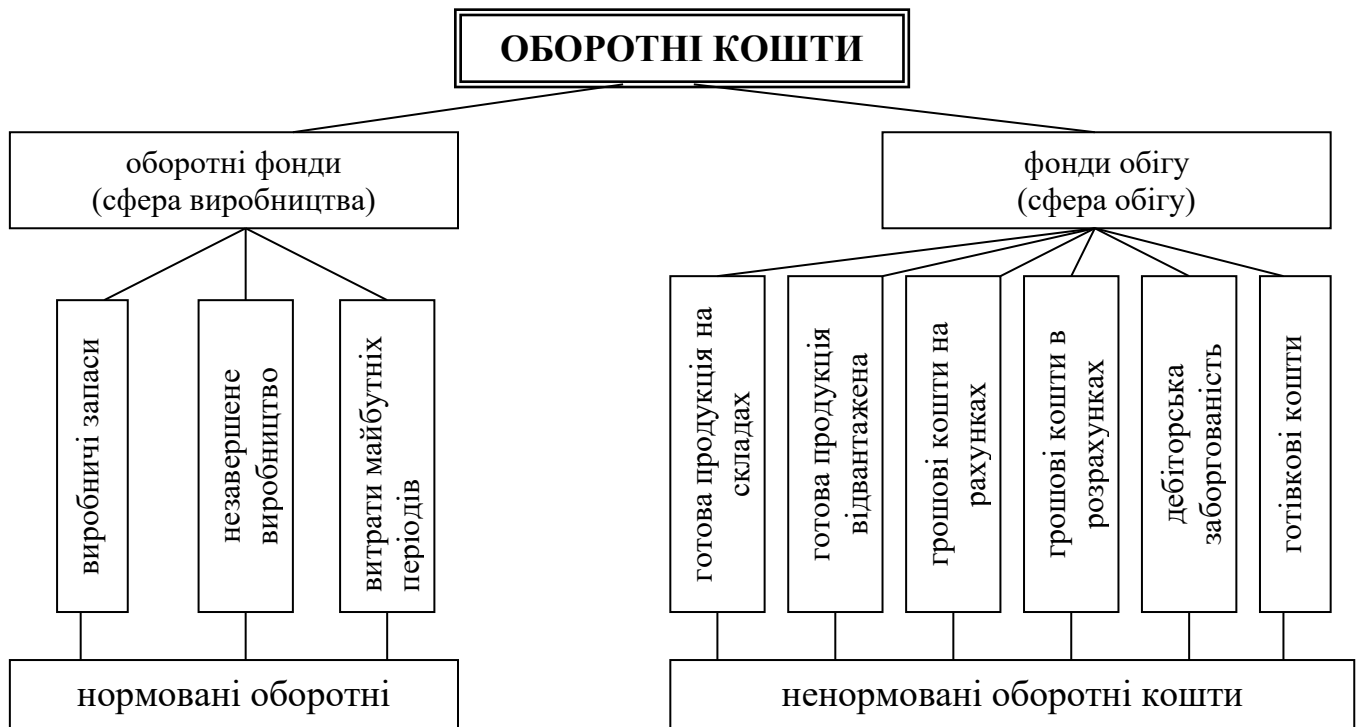 ОБОРОТНІ КОШТИ
оборотні фонди
(сфера виробництва)
фонди обігу
(сфера обігу)
виробничі запаси
незавершене
виробництво
витрати майбутніх
періодів
готова продукція на
складах
готова продукція
відвантажена
грошові кошти на
рахунках
грошові кошти в
розрахунках
дебіторська
заборгованість
готівкові кошти
нормовані оборотні
ненормовані оборотні кошти